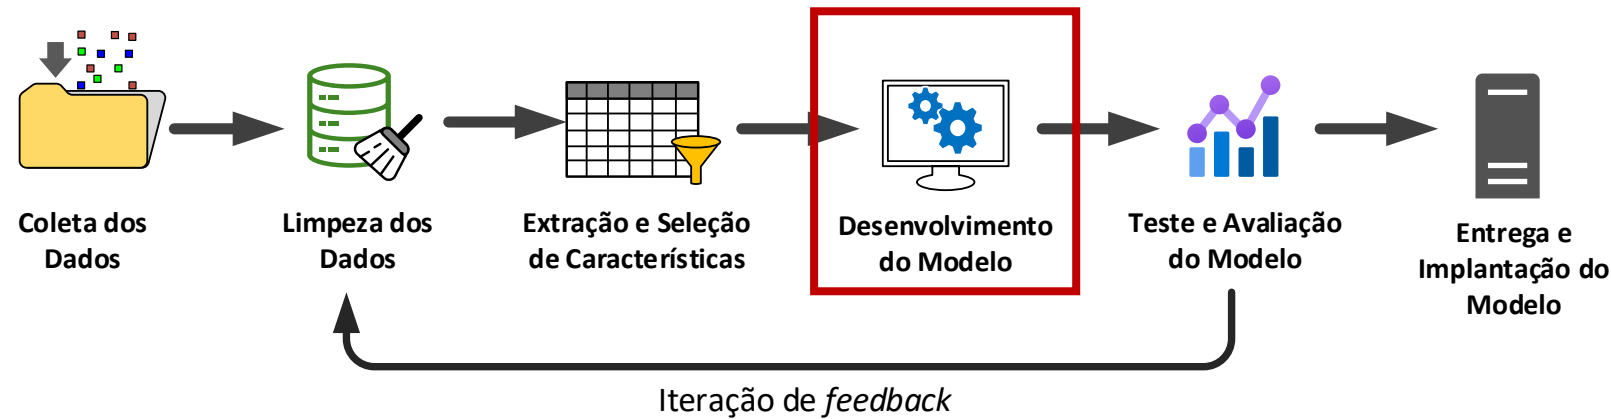 Coleta dos
Dados
Limpeza dos
Dados
Extração e Seleção
de Características
Desenvolvimento
do Modelo
Teste e Avaliação
do Modelo
Entrega e
Implantação do
Modelo
Iteração de feedback